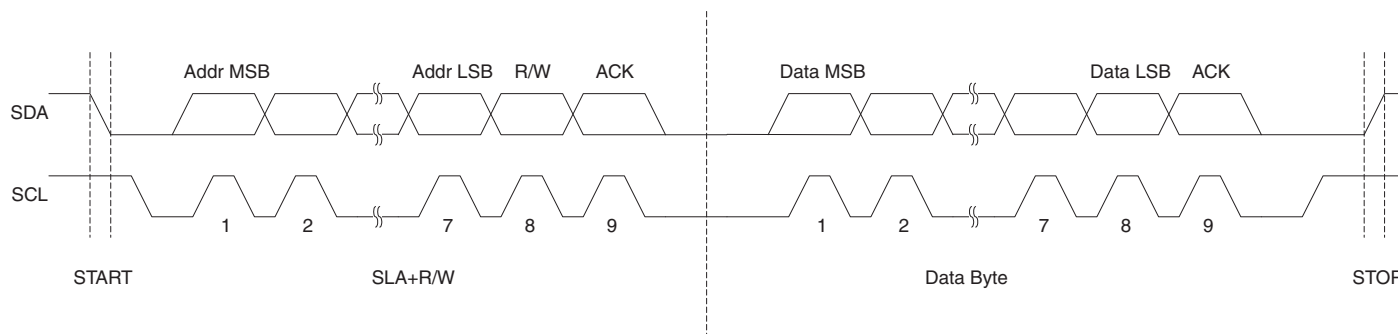 Addr MSB Addr LSB R/W ACK Data MSB Data LSB ACK
SDA
SCL
1 2 7 8 9 1 2 7 8 9
START SLA+R/W Data Byte STOP